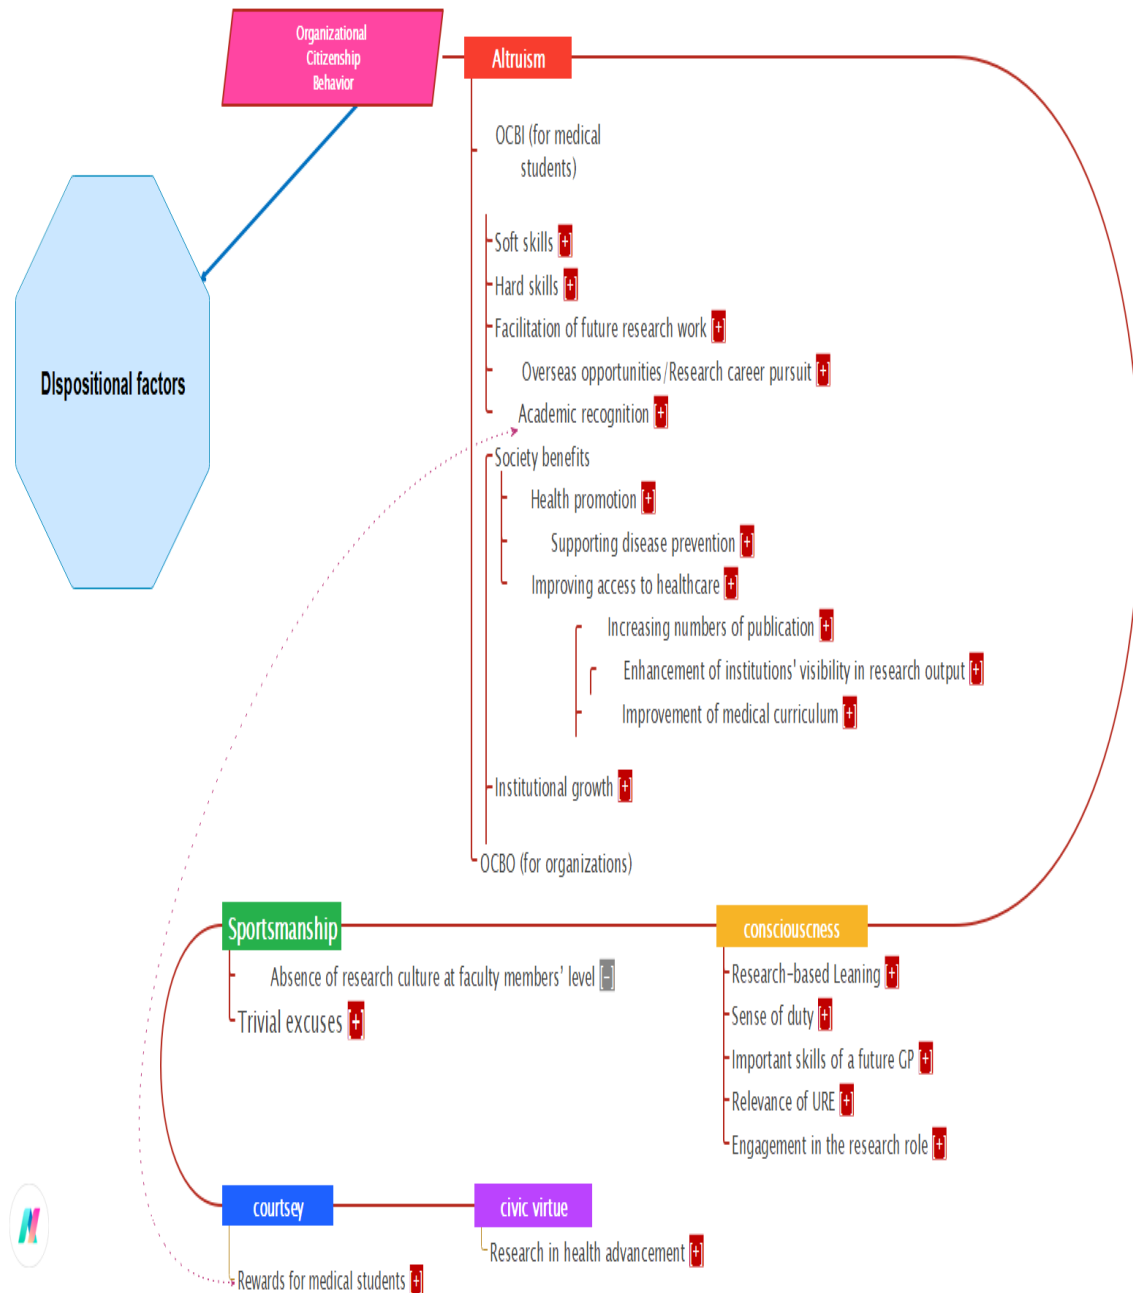 Organizational
Citizenship
Behavior
Altruism
OCBI (for medical
students)
Soft skills [+]
Hard skills [+]
Facilitation of future research work [+]
Overseas opportunities/Research career pursuit [+]
DIspositional factors
Academic recognition [+]
Society benefits
Health promotion [+]
Supporting disease prevention [+]
Improving access to healthcare [+]
Increasing numbers of publication [+]
Enhancement of institutions' visibility in research output [+]
Improvement of medical curriculum [+]
Institutional growth [+]
OCBO (for organizations)
Sportsmanship
Absence of research culture at faculty members' level [-]
Trivial excuses [+]
consciouscness
Research-based Leaning [+]
Sense of duty [+]
Important skills of a future GP [+]
Relevance of URE [+]
Engagement in the research role [+]
courtsey
Rewards for medical students [+]
civic virtue
Research in health advancement [+]